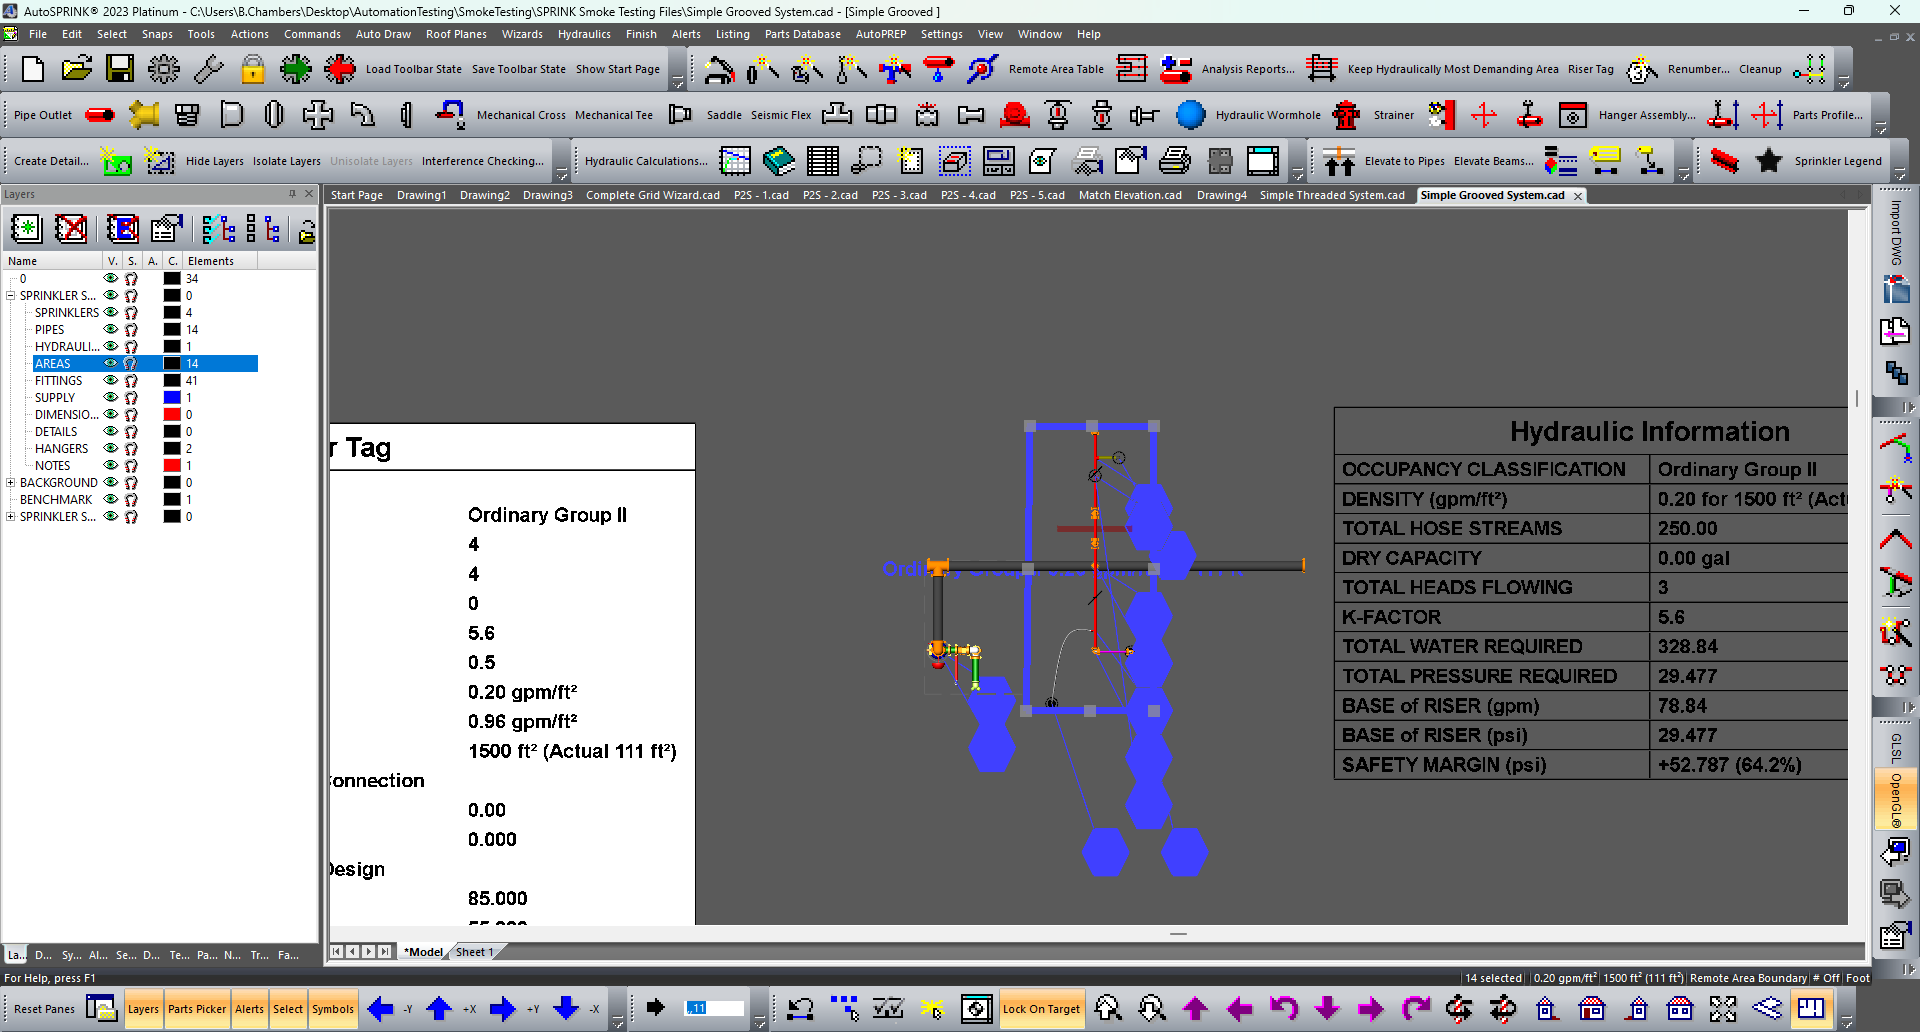 AutoSPRINK® 2023 Platinum - C:\Users\B.Chambers\Desktop\AutomationTesting\SmokeTesting\SPRINK Smoke Testing Files\Simple Grooved System.cad - [Simple Grooved ]
File Edit Select Snaps Tools Actions Commands Auto Draw Roof Planes Wizards Hydraulics Finish Alerts Listing Parts Database AutoPREP Settings View Window Help
Load Toolbar State Save Toolbar State Show Start Page Remote Area Table Analysis Reports... Keep Hydraulically Most Demanding Area Riser Tag Renumber... Cleanup
Pipe Outlet Mechanical Cross Mechanical Tee Saddle Seismic Flex Hydraulic Wormhole Strainer Hanger Assembly... Parts Profile...
Create Detail... Hide Layers Isolate Layers Unisolate Layers Interference Checking... Hydraulic Calculations... Elevate to Pipes Elevate Beams... Sprinkler Legend
Layers
Start Page Drawing1 Drawing2 Drawing3 Complete Grid Wizard.cad P2S - 1.cad P2S - 2.cad P2S - 3.cad P2S - 4.cad P2S - 5.cad Match Elevation.cad Drawing4 Simple Threaded System.cad Simple Grooved System.cad
Name V. S. A. C. Elements
0 34
SPRINKLER S... 0
SPRINKLERS 4
PIPES 14
HYDRAULI... 1
AREAS 14
FITTINGS 41
SUPPLY 1
DIMENSIO... 0
DETAILS 0
HANGERS 2
NOTES 1
BACKGROUND 0
BENCHMARK 1
SPRINKLER S... 0
r Tag
Ordinary Group II
4
4
0
5.6
0.5
0.20 gpm/ft²
0.96 gpm/ft²
1500 ft² (Actual 111 ft²)
Connection
0.00
0.000
Design
85.000
Hydraulic Information
OCCUPANCY CLASSIFICATION Ordinary Group II
DENSITY (gpm/ft²) 0.20 for 1500 ft² (Actu
TOTAL HOSE STREAMS 250.00
DRY CAPACITY 0.00 gal
TOTAL HEADS FLOWING 3
K-FACTOR 5.6
TOTAL WATER REQUIRED 328.84
TOTAL PRESSURE REQUIRED 29.477
BASE of RISER (gpm) 78.84
BASE of RISER (psi) 29.477
SAFETY MARGIN (psi) +52.787 (64.2%)
Import DWG
GLSL
OpenGL®
La... D... Sy... Al... Se... D... Te... Pa... N... Tr... Fa...
*Model Sheet 1
For Help, press F1
14 selected 0.20 gpm/ft² 1500 ft² (111 ft²) Remote Area Boundary # Off Foot
Reset Panes Layers Parts Picker Alerts Select Symbols -Y +X +Y -X ,,11 Lock On Target